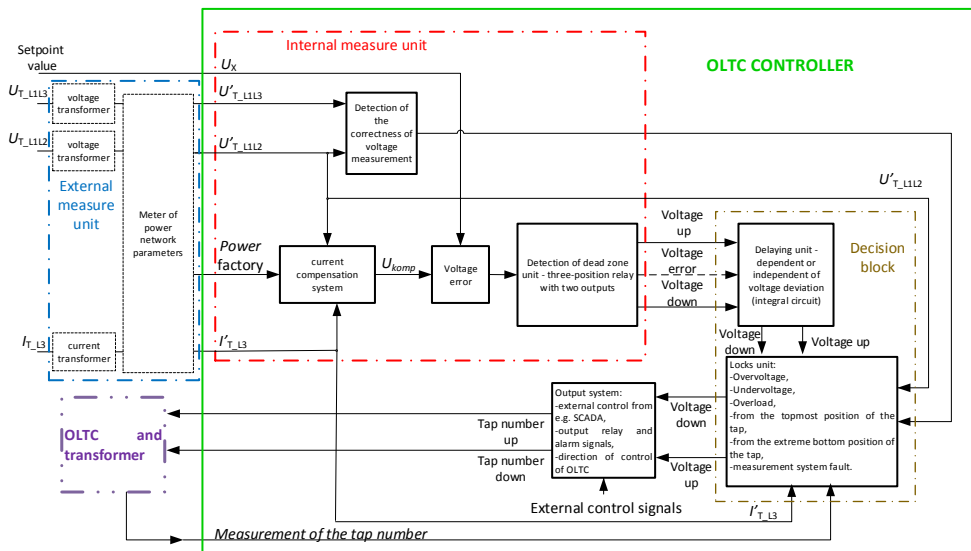 Internal measure unit
OLTC CONTROLLER
Setpoint
value
U_X
U_T_L1L3
voltage
transformer
U'_T_L1L3
U_T_L1L2
voltage
transformer
U'_T_L1L2
Detection of
the
correctness of
voltage
measurement
U'_T_L1L2
External
measure
unit
Meter of
power
network
parameters
Power
factory
current
compensation
system
U_komp
Voltage
error
Detection of dead zone
unit - three-position relay
with two outputs
Voltage
up
Voltage
error
Voltage
down
Delaying unit -
dependent or
independent of
voltage deviation
(integral circuit)
Decision
block
I_T_L3
current
transformer
I'_T_L3
Voltage
down
Voltage up
Locks unit:
-Overvoltage,
-Undervoltage,
-Overload,
-from the topmost position of the
tap,
-from the extreme bottom position of
the tap,
-measurement system fault.
Voltage
down
Voltage
up
Output system:
-external control from
e.g. SCADA,
-output relay and
alarm signals,
-direction of control
of OLTC
Tap number
up
Tap number
down
OLTC and
transformer
External control signals
I'_T_L3
Measurement of the tap number